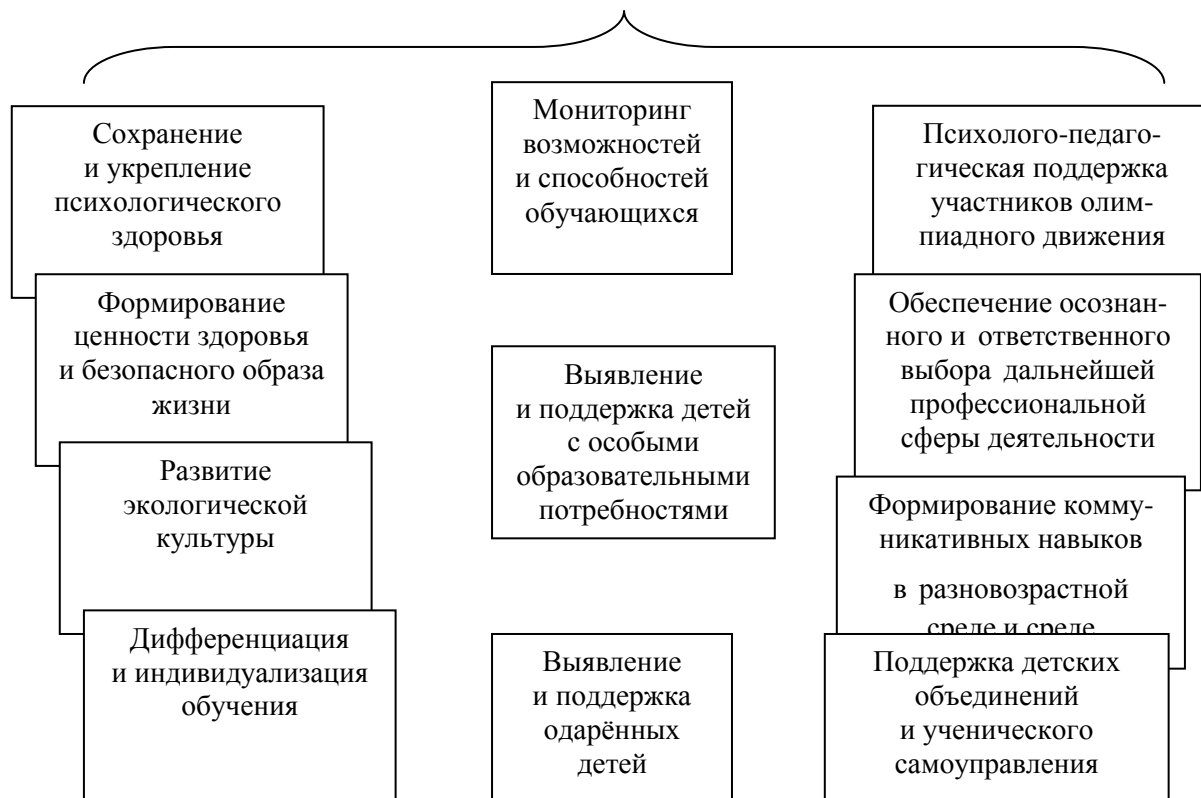 Сохранение
и укрепление
психологического
здоровья
Формирование
ценности здоровья
и безопасного образа
жизни
Развитие
экологической
культуры
Дифференциация
и индивидуализация
обучения
Мониторинг
возможностей
и способностей
обучающихся
Выявление
и поддержка детей
с особыми
образовательными
потребностями
Выявление
и поддержка
одарённых
детей
Психолого-педаго-
гическая поддержка
участников олим-
пиадного движения
Обеспечение осознан-
ного и ответственного
выбора дальнейшей
профессиональной
сферы деятельности
Формирование комму-
никативных навыков
в разновозрастной
среде и среде
Поддержка детских
объединений
и ученического
самоуправления